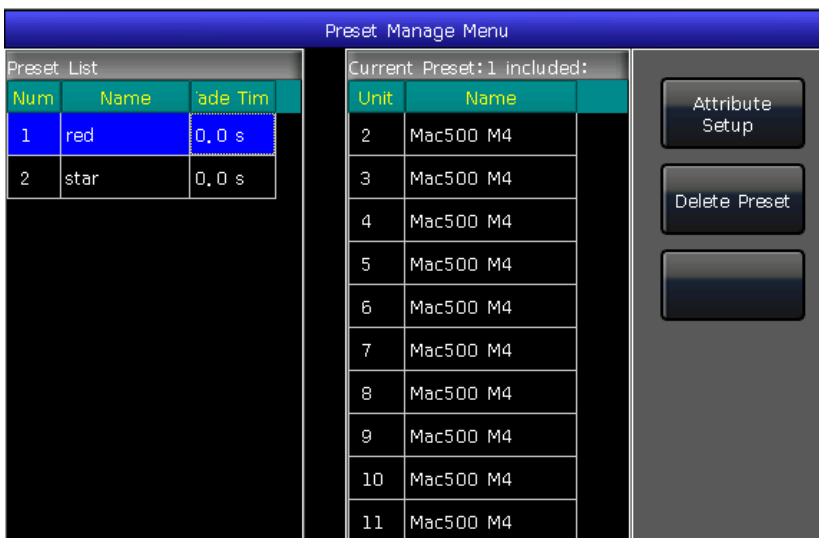 Preset Manage Menu
Preset List
Num Name ade Tim
1 red 0.0 s
2 star 0.0 s
Current Preset:1 included:
Unit Name
2 Mac500 M4
3 Mac500 M4
4 Mac500 M4
5 Mac500 M4
6 Mac500 M4
7 Mac500 M4
8 Mac500 M4
9 Mac500 M4
10 Mac500 M4
11 Mac500 M4
Attribute
Setup
Delete Preset